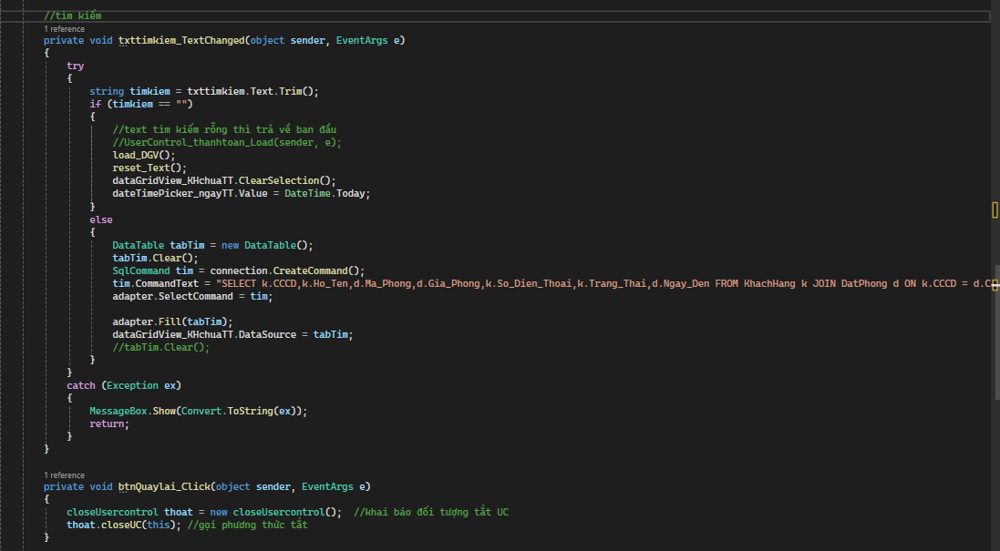 //tìm kiếm
1 reference
private void txttimkiem_TextChanged(object sender, EventArgs e)
{
try
{
string timkiem = txttimkiem.Text.Trim();
if (timkiem == "")
{
//text tìm kiếm rỗng thì trả về ban đầu
//UserControl_thanhtoan_Load(sender, e);
load_DGV();
reset_Text();
dataGridView_KHchuaTT.ClearSelection();
dateTimePicker_ngayTT.Value = DateTime.Today;
}
else
{
DataTable tabTim = new DataTable();
tabTim.Clear();
SqlCommand tim = connection.CreateCommand();
tim.CommandText = "SELECT k.CCCD,k.Ho_Ten,d.Ma_Phong,d.Gia_Phong,k.So_Dien_Thoai,k.Trang_Thai,d.Ngay_Den FROM KhachHang k JOIN DatPhong d ON k.CCCD = d.C
adapter.SelectCommand = tim;
adapter.Fill(tabTim);
dataGridView_KHchuaTT.DataSource = tabTim;
//tabTim.Clear();
}
}
catch (Exception ex)
{
MessageBox.Show(Convert.ToString(ex));
return;
}
}
1 reference
private void btnQuaylai_Click(object sender, EventArgs e)
{
closeUsercontrol thoat = new closeUsercontrol(); //khai báo đối tượng tắt UC
thoat.closeUC(this); //gọi phương thức tắt
}